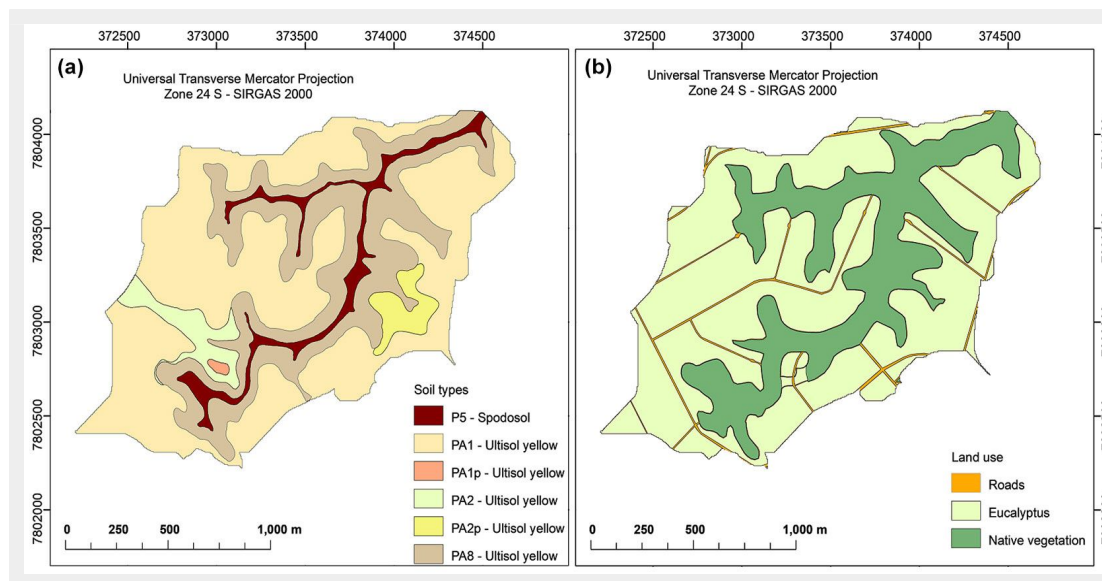 372500 373000 373500 374000 374500
372500 373000 373500 374000 374500
(a)
Universal Transverse Mercator Projection
Zone 24 S - SIRGAS 2000
7804000
7803500
7803000
7802500
7802000
Soil types
P5 - Spodosol
PA1 - Ultisol yellow
PA1p - Ultisol yellow
PA2 - Ultisol yellow
PA2p - Ultisol yellow
PA8 - Ultisol yellow
0 250 500 1,000 m
(b)
Universal Transverse Mercator Projection
Zone 24 S - SIRGAS 2000
Land use
Roads
Eucalyptus
Native vegetation
0 250 500 1,000 m